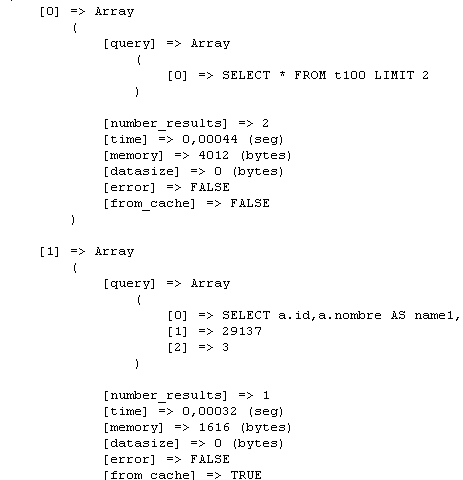 [0] => Array
(
[query] => Array
(
[0] => SELECT * FROM t100 LIMIT 2
)
[number_results] => 2
[time] => 0,00044 (seg)
[memory] => 4012 (bytes)
[datasize] => 0 (bytes)
[error] => FALSE
[from_cache] => FALSE
)
[1] => Array
(
[query] => Array
(
[0] => SELECT a.id,a.nombre AS name1,
[1] => 29137
[2] => 3
)
[number_results] => 1
[time] => 0,00032 (seg)
[memory] => 1616 (bytes)
[datasize] => 0 (bytes)
[error] => FALSE
[from_cache] => TRUE